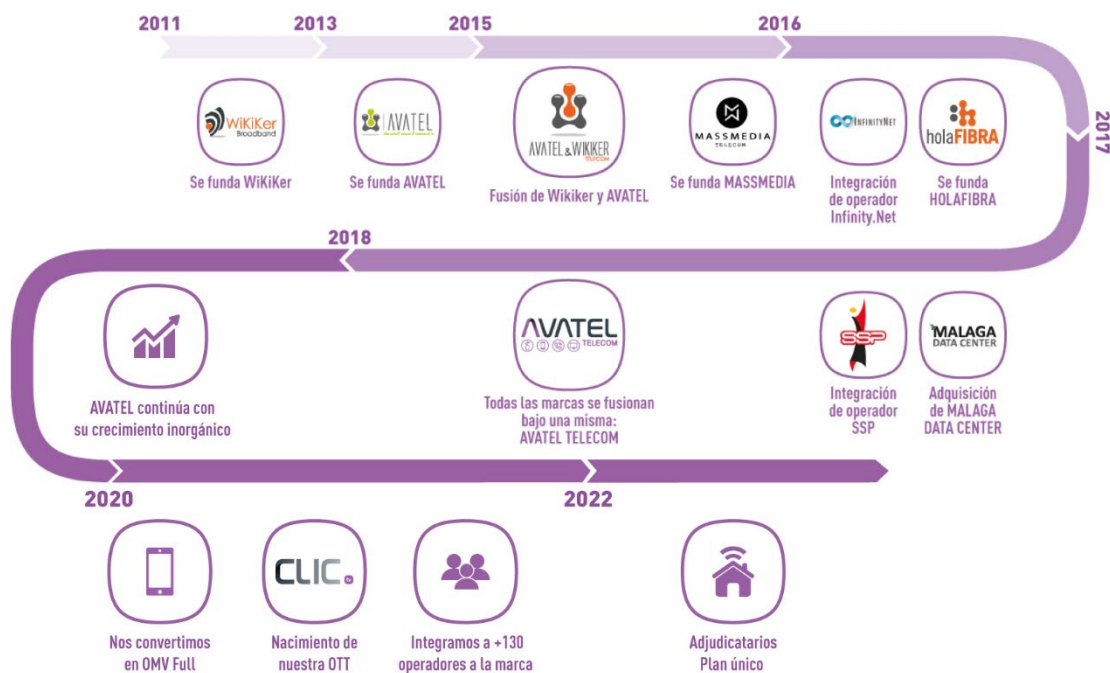 2011
2013
2015
2016
2017
WiKiKer
Broadband
Se funda WiKiKer
AVATEL
Se funda AVATEL
AVATEL & WIKIKER
TELECOM
Fusión de Wikiker y AVATEL
MASSMEDIA
TELECOM
Se funda MASSMEDIA
INFINITYNET
Integración
de operador
Infinity.Net
holaFIBRA
Se funda
HOLAFIBRA
2018
AVATEL continúa con
su crecimiento inorgánico
AVATEL
TELECOM
Todas las marcas se fusionan
bajo una misma:
AVATEL TELECOM
SSP
Integración
de operador
SSP
MALAGA
DATA CENTER
Adquisición
de MALAGA
DATA CENTER
2020
2022
Nos convertimos
en OMV Full
CLIC tv
Nacimiento de
nuestra OTT
Integramos a +130
operadores a la marca
Adjudicatarios
Plan único